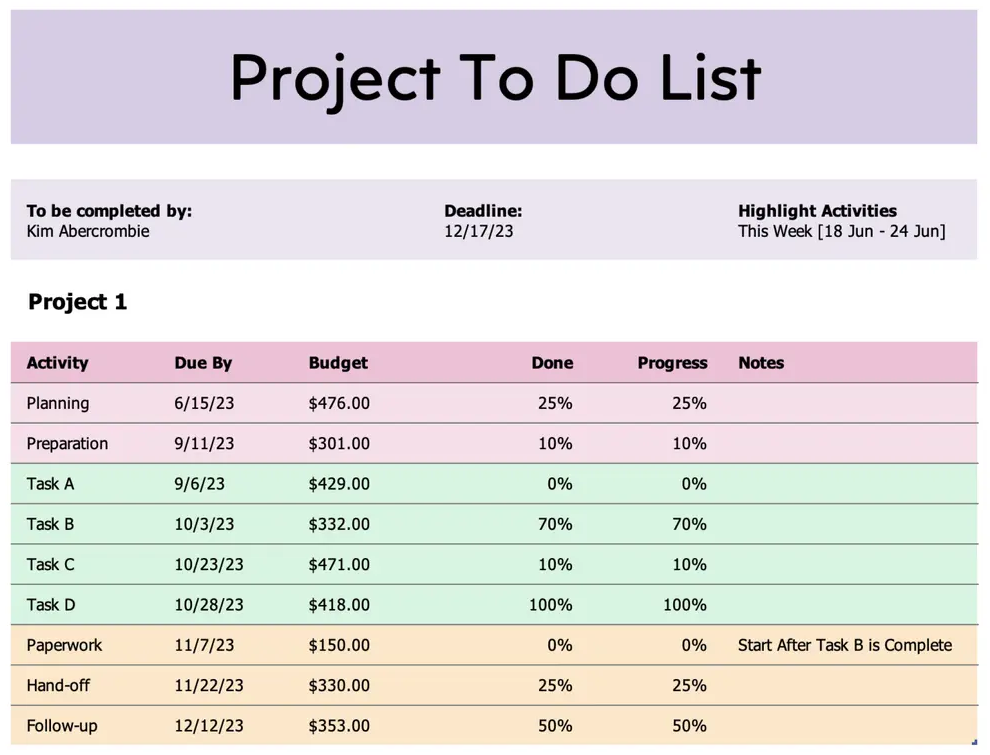 Project To Do List
To be completed by: Deadline: Highlight Activities
Kim Abercrombie 12/17/23 This Week [18 Jun - 24 Jun]
Project 1
Activity Due By Budget Done Progress Notes
Planning 6/15/23 $476.00 25% 25%
Preparation 9/11/23 $301.00 10% 10%
Task A 9/6/23 $429.00 0% 0%
Task B 10/3/23 $332.00 70% 70%
Task C 10/23/23 $471.00 10% 10%
Task D 10/28/23 $418.00 100% 100%
Paperwork 11/7/23 $150.00 0% 0% Start After Task B is Complete
Hand-off 11/22/23 $330.00 25% 25%
Follow-up 12/12/23 $353.00 50% 50%